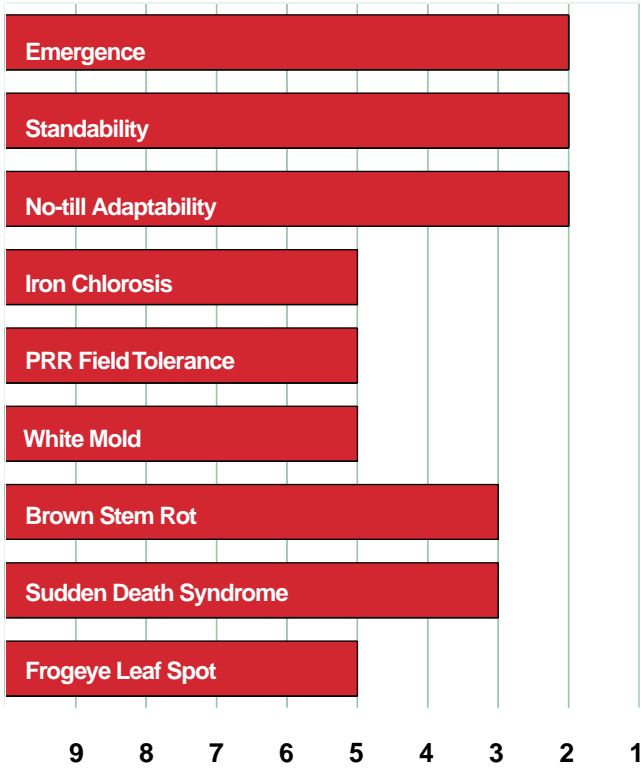 Emergence
Standability
No-till Adaptability
Iron Chlorosis
PRR Field Tolerance
White Mold
Brown Stem Rot
Sudden Death Syndrome
Frogeye Leaf Spot
9 8 7 6 5 4 3 2 1